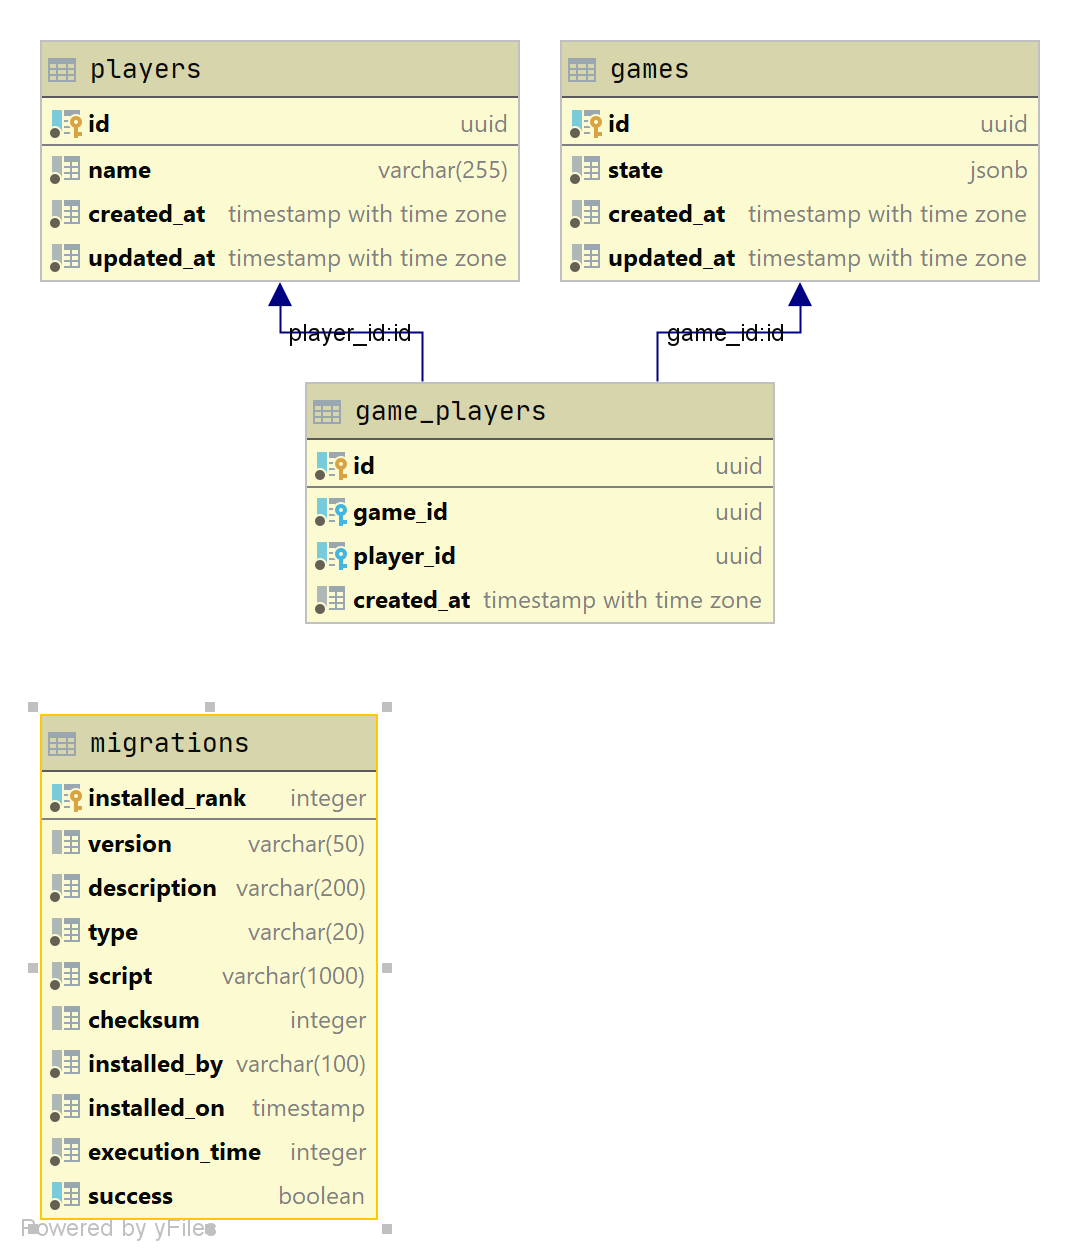 players
id uuid
name varchar(255)
created_at timestamp with time zone
updated_at timestamp with time zone
games
id uuid
state jsonb
created_at timestamp with time zone
updated_at timestamp with time zone
player_id:id
game_id:id
game_players
id uuid
game_id uuid
player_id uuid
created_at timestamp with time zone
migrations
installed_rank integer
version varchar(50)
description varchar(200)
type varchar(20)
script varchar(1000)
checksum integer
installed_by varchar(100)
installed_on timestamp
execution_time integer
success boolean
Powered by yFiles